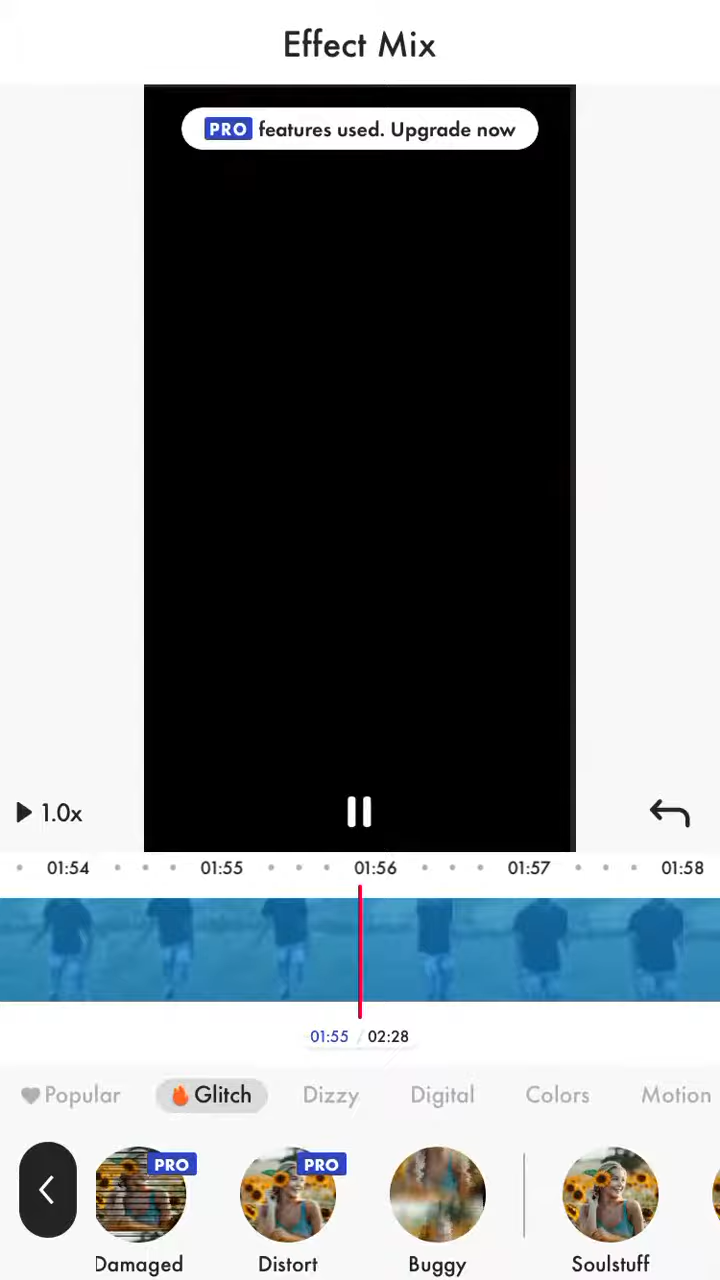 Effect Mix
PRO features used. Upgrade now
1.0x
01:54 01:55 01:56 01:57 01:58
01:55 / 02:28
Popular Glitch Dizzy Digital Colors Motion
PRO PRO
Damaged Distort Buggy Soulstuff